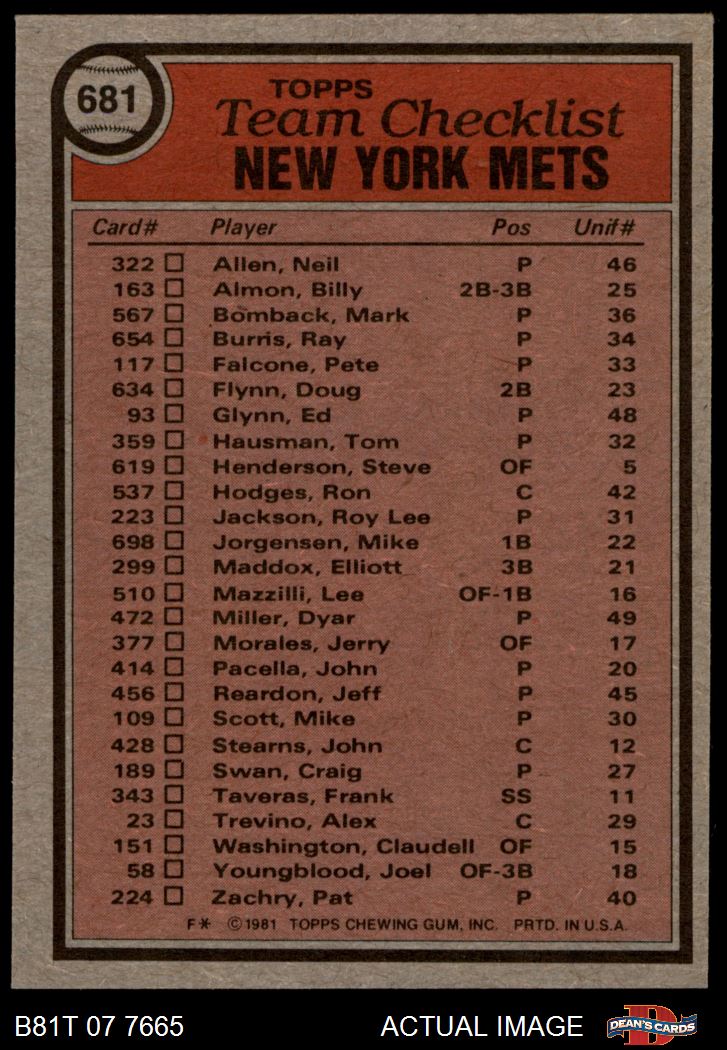 681
TOPPS
Team Checklist
NEW YORK METS
Card# Player Pos Unif#
322 Allen, Neil P 46
163 Almon, Billy 2B-3B 25
567 Bomback, Mark P 36
654 Burris, Ray P 34
117 Falcone, Pete P 33
634 Flynn, Doug 2B 23
93 Glynn, Ed P 48
359 Hausman, Tom P 32
619 Henderson, Steve OF 5
537 Hodges, Ron C 42
223 Jackson, Roy Lee P 31
698 Jorgensen, Mike 1B 22
299 Maddox, Elliott 3B 21
510 Mazzilli, Lee OF-1B 16
472 Miller, Dyar P 49
377 Morales, Jerry OF 17
414 Pacella, John P 20
456 Reardon, Jeff P 45
109 Scott, Mike P 30
428 Stearns, John C 12
189 Swan, Craig P 27
343 Taveras, Frank SS 11
23 Trevino, Alex C 29
151 Washington, Claudell OF 15
58 Youngblood, Joel OF-3B 18
224 Zachry, Pat P 40
F* ©1981 TOPPS CHEWING GUM, INC. PRTD. IN U.S.A.
B81T 07 7665 ACTUAL IMAGE DEAN'S CARDS